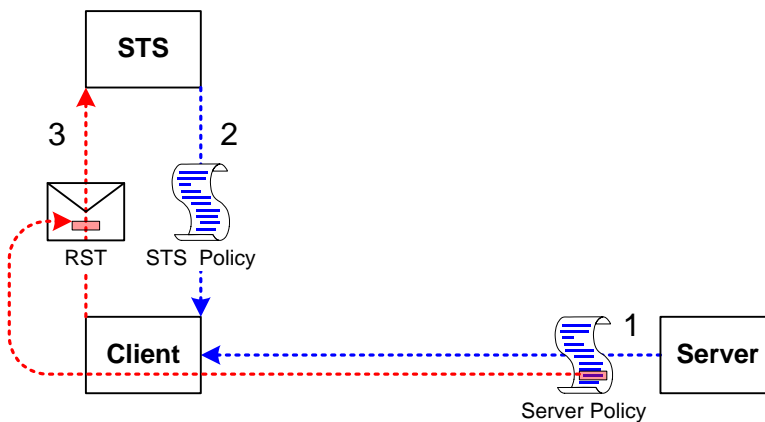 STS
3
2
RST
STS Policy
1
Client
Server
Server Policy